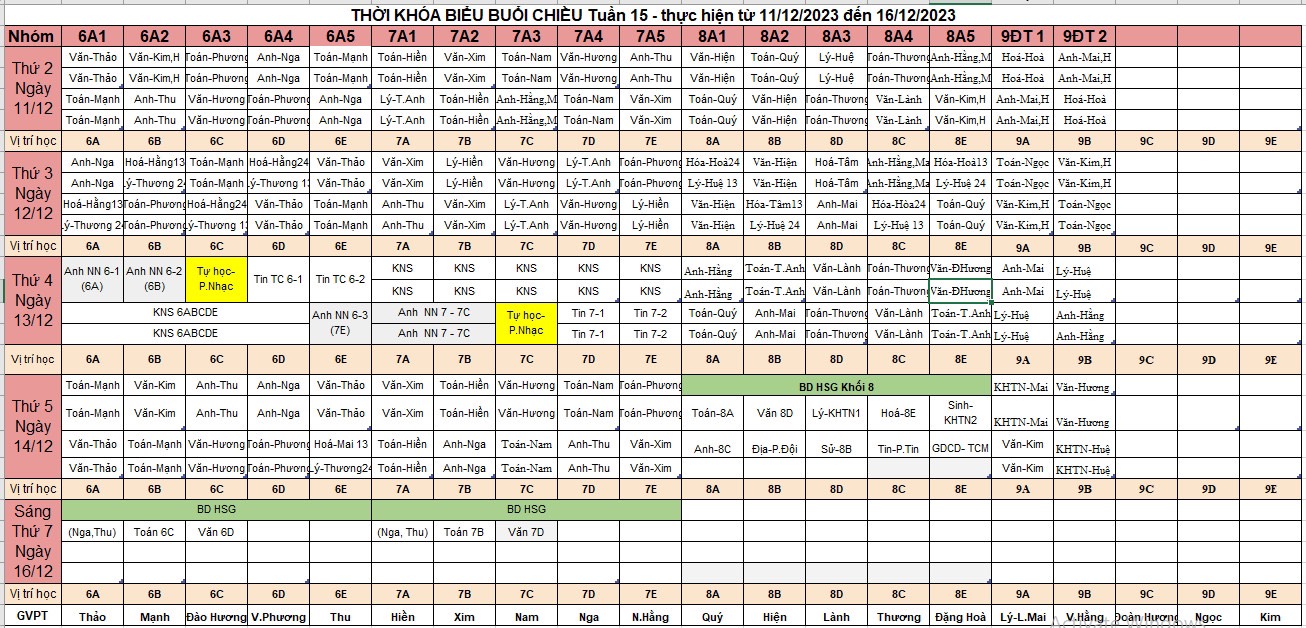 THỜI KHÓA BIỂU BUỔI CHIỀU Tuần 15 - thực hiện từ 11/12/2023 đến 16/12/2023
Nhóm 6A1 6A2 6A3 6A4 6A5 7A1 7A2 7A3 7A4 7A5 8A1 8A2 8A3 8A4 8A5 9ĐT 1 9ĐT 2
Thứ 2 Ngày 11/12
Văn-Thảo Văn-Kim,H Toán-Phương Anh-Nga Toán-Mạnh Toán-Hiền Văn-Xim Toán-Nam Văn-Hương Anh-Thu Văn-Hiện Toán-Quý Lý-Huệ Toán-Thương Anh-Hằng,M Hoá-Hoà Anh-Mai,H
Văn-Thảo Văn-Kim,H Toán-Phương Anh-Nga Toán-Mạnh Toán-Hiền Văn-Xim Toán-Nam Văn-Hương Anh-Thu Văn-Hiện Toán-Quý Lý-Huệ Toán-Thương Anh-Hằng,M Hoá-Hoà Anh-Mai,H
Toán-Mạnh Anh-Thu Văn-Hương Toán-Phương Anh-Nga Lý-T.Anh Toán-Hiền Anh-Hằng,M Toán-Nam Văn-Xim Toán-Quý Văn-Hiện Toán-Thương Văn-Lành Văn-Kim,H Anh-Mai,H Hoá-Hoà
Toán-Mạnh Anh-Thu Văn-Hương Toán-Phương Anh-Nga Lý-T.Anh Toán-Hiền Anh-Hằng,M Toán-Nam Văn-Xim Toán-Quý Văn-Hiện Toán-Thương Văn-Lành Văn-Kim,H Anh-Mai,H Hoá-Hoà
Vị trí học 6A 6B 6C 6D 6E 7A 7B 7C 7D 7E 8A 8B 8D 8C 8E 9A 9B 9C 9D 9E
Thứ 3 Ngày 12/12
Anh-Nga Hoá-Hằng13 Toán-Mạnh Hoá-Hằng24 Văn-Thảo Văn-Xim Lý-Hiền Văn-Hương Lý-T.Anh Toán-Phương Hóa-Hoà24 Văn-Hiện Hoá-Tâm Anh-Hằng,Ma Hóa-Hoà13 Toán-Ngọc Văn-Kim,H
Anh-Nga Lý-Thương 24 Toán-Mạnh Lý-Thương 13 Văn-Thảo Văn-Xim Lý-Hiền Văn-Hương Lý-T.Anh Toán-Phương Lý-Huệ 13 Văn-Hiện Hoá-Tâm Anh-Hằng,Ma Lý-Huệ 24 Toán-Ngọc Văn-Kim,H
Hoá-Hằng13 Toán-Phương Hoá-Hằng24 Văn-Thảo Toán-Mạnh Anh-Thu Văn-Xim Lý-T.Anh Văn-Hương Lý-Hiền Văn-Hiện Hóa-Tâm13 Anh-Mai Hóa-Hòa24 Toán-Quý Văn-Kim,H Toán-Ngọc
Lý-Thương 24 Toán-Phương Lý-Thương 13 Văn-Thảo Toán-Mạnh Anh-Thu Văn-Xim Lý-T.Anh Văn-Hương Lý-Hiền Văn-Hiện Lý-Huệ 24 Anh-Mai Lý-Huệ 13 Toán-Quý Văn-Kim,H Toán-Ngọc
Vị trí học 6A 6B 6C 6D 6E 7A 7B 7C 7D 7E 8A 8B 8D 8C 8E 9A 9B 9C 9D 9E
Thứ 4 Ngày 13/12
Anh NN 6-1 (6A) Anh NN 6-2 (6B) Tự học-P.Nhạc Tin TC 6-1 Tin TC 6-2 KNS KNS KNS KNS KNS Anh-Hằng Toán-T.Anh Văn-Lành Toán-Thương Văn-ĐHương Anh-Mai Lý-Huệ
KNS KNS KNS KNS KNS Anh-Hằng Toán-T.Anh Văn-Lành Toán-Thương Văn-ĐHương Anh-Mai Lý-Huệ
KNS 6ABCDE Anh NN 6-3 (7E) Anh NN 7 - 7C Tự học-P.Nhạc Tin 7-1 Tin 7-2 Toán-Quý Anh-Mai Toán-Thương Văn-Lành Toán-T.Anh Lý-Huệ Anh-Hằng
KNS 6ABCDE Anh NN 7 - 7C Tin 7-1 Tin 7-2 Toán-Quý Anh-Mai Toán-Thương Văn-Lành Toán-T.Anh Lý-Huệ Anh-Hằng
Vị trí học 6A 6B 6C 6D 6E 7A 7B 7C 7D 7E 8A 8B 8D 8C 8E 9A 9B 9C 9D 9E
Thứ 5 Ngày 14/12
Toán-Mạnh Văn-Kim Anh-Thu Anh-Nga Văn-Thảo Văn-Xim Toán-Hiền Văn-Hương Toán-Nam Toán-Phương BD HSG Khối 8 KHTN-Mai Văn-Hương
Toán-Mạnh Văn-Kim Anh-Thu Anh-Nga Văn-Thảo Văn-Xim Toán-Hiền Văn-Hương Toán-Nam Toán-Phương Toán-8A Văn 8D Lý-KHTN1 Hoá-8E Sinh-KHTN2 KHTN-Mai Văn-Hương
Văn-Thảo Toán-Mạnh Văn-Hương Toán-Phương Hoá-Mai 13 Toán-Hiền Anh-Nga Toán-Nam Anh-Thu Văn-Xim Anh-8C Địa-P.Đội Sử-8B Tin-P.Tin GDCD- TCM Văn-Kim KHTN-Huệ
Văn-Thảo Toán-Mạnh Văn-Hương Toán-Phương Lý-Thương24 Toán-Hiền Anh-Nga Toán-Nam Anh-Thu Văn-Xim Văn-Kim KHTN-Huệ
Vị trí học 6A 6B 6C 6D 6E 7A 7B 7C 7D 7E 8A 8B 8D 8C 8E 9A 9B 9C 9D 9E
Sáng Thứ 7 Ngày 16/12
BD HSG BD HSG
(Nga,Thu) Toán 6C Văn 6D (Nga, Thu) Toán 7B Văn 7D
Vị trí học 6A 6B 6C 6D 6E 7A 7B 7C 7D 7E 8A 8B 8D 8C 8E 9A 9B 9C 9D 9E
GVPT Thảo Mạnh Đào Hương V.Phương Thu Hiền Xim Nam Nga N.Hằng Quý Hiện Lành Thương Đặng Hoà Lý-L.Mai V.Hằng Đoàn Hương Ngọc Kim
Activate Windows